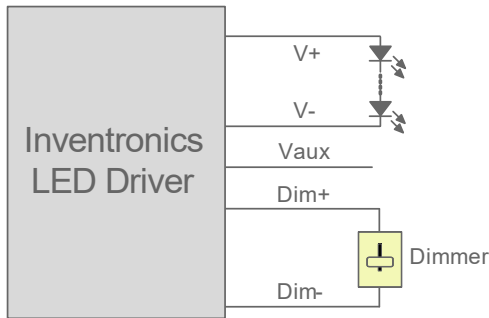 V+
V-
Inventronics
LED Driver
Vaux
Dim+
Dimmer
Dim-